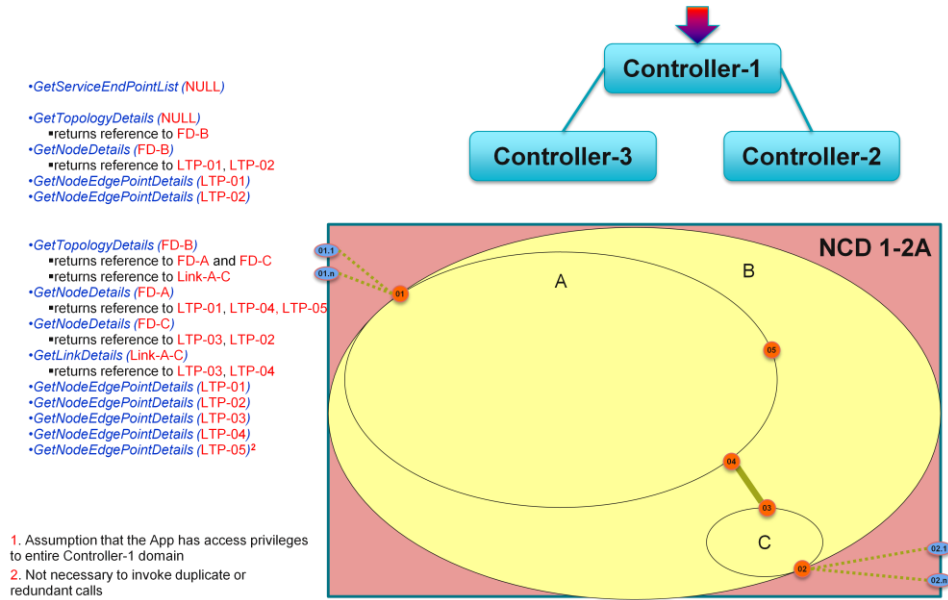 Controller-1
Controller-3
Controller-2
•GetServiceEndPointList (NULL)
•GetTopologyDetails (NULL)
▪returns reference to FD-B
•GetNodeDetails (FD-B)
▪returns reference to LTP-01, LTP-02
•GetNodeEdgePointDetails (LTP-01)
•GetNodeEdgePointDetails (LTP-02)
•GetTopologyDetails (FD-B)
▪returns reference to FD-A and FD-C
▪returns reference to Link-A-C
•GetNodeDetails (FD-A)
▪returns reference to LTP-01, LTP-04, LTP-05
•GetNodeDetails (FD-C)
▪returns reference to LTP-03, LTP-02
•GetLinkDetails (Link-A-C)
▪returns reference to LTP-03, LTP-04
•GetNodeEdgePointDetails (LTP-01)
•GetNodeEdgePointDetails (LTP-02)
•GetNodeEdgePointDetails (LTP-03)
•GetNodeEdgePointDetails (LTP-04)
•GetNodeEdgePointDetails (LTP-05)²
1. Assumption that the App has access privileges
to entire Controller-1 domain
2. Not necessary to invoke duplicate or
redundant calls
NCD 1-2A
01.1
01.n
01
A
B
05
04
03
C
02
02.1
02.n